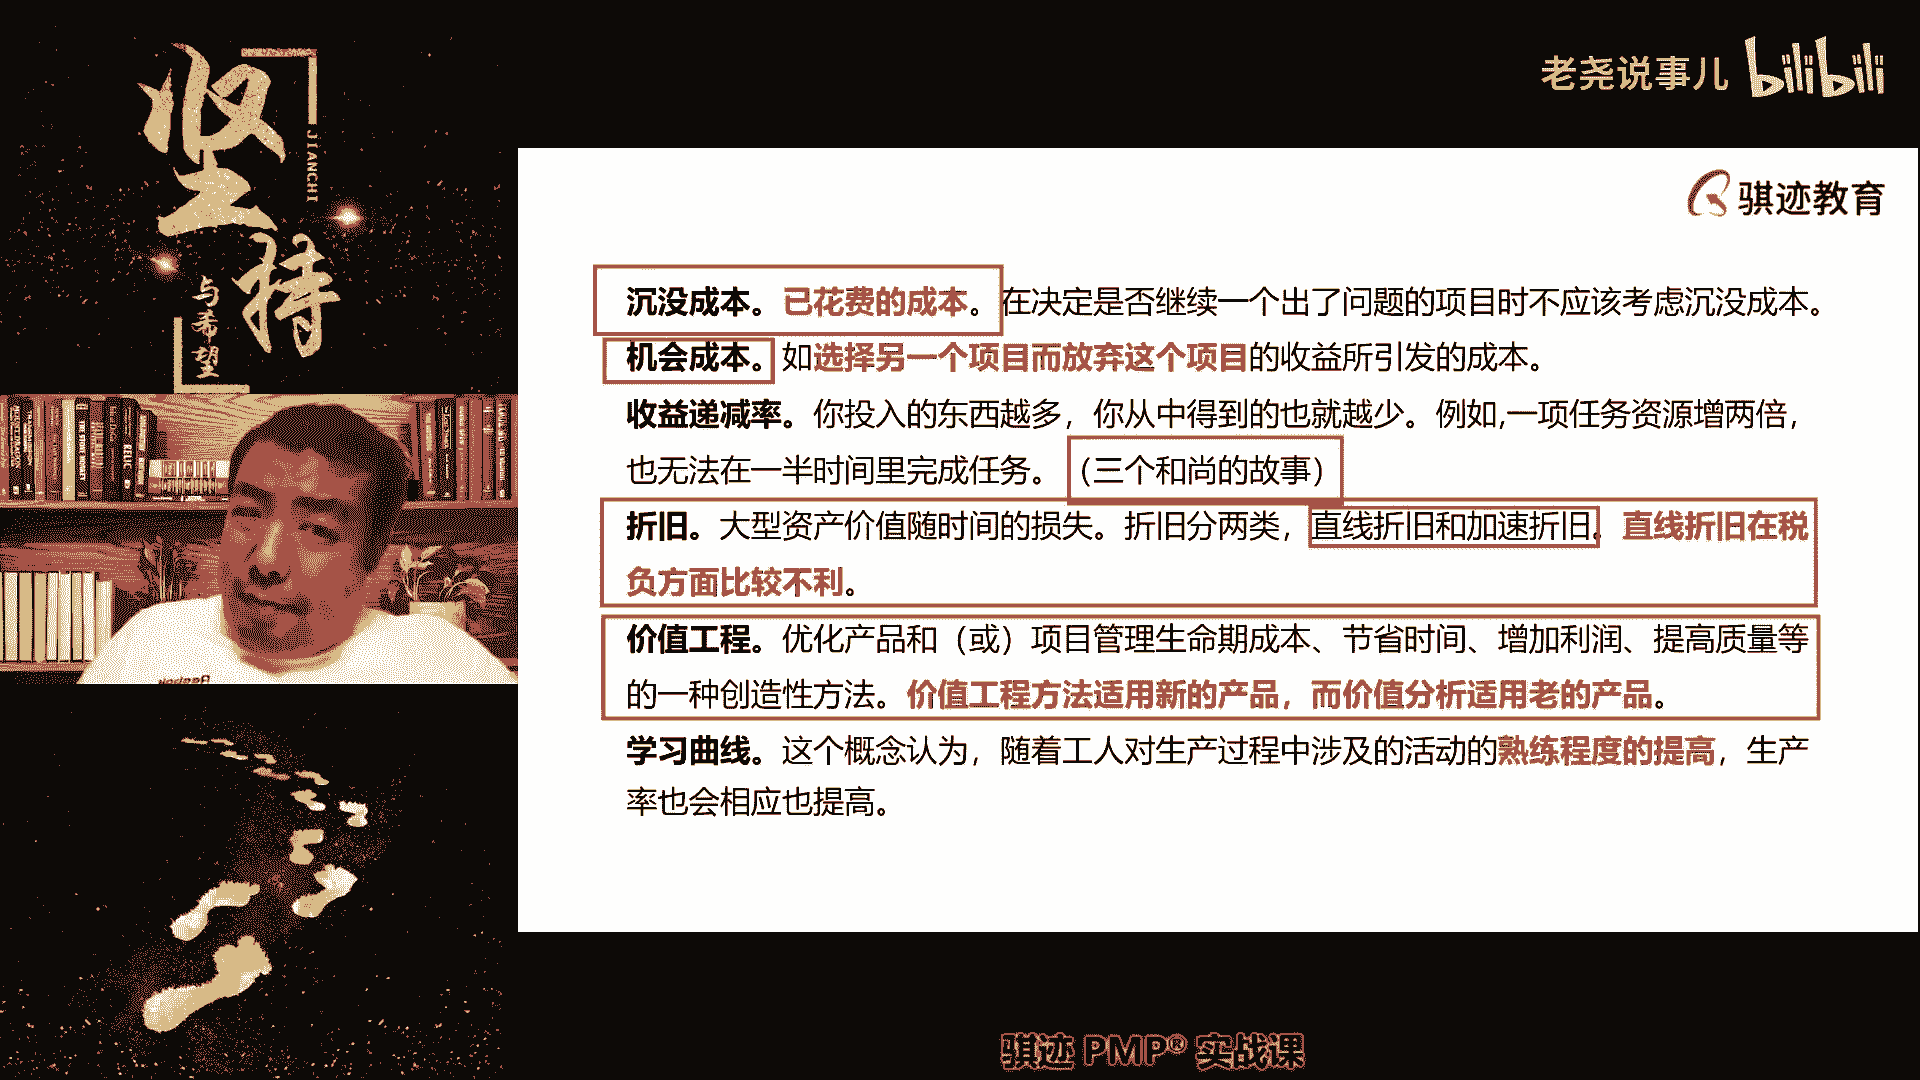 坚持
JIANCHI
与希望
老尧说事儿 bilibili
骐迹教育
沉没成本。已花费的成本。在决定是否继续一个出了问题的项目时不应该考虑沉没成本。
机会成本。如选择另一个项目而放弃这个项目的收益所引发的成本。
收益递减率。你投入的东西越多，你从中得到的也就越少。例如,一项任务资源增两倍，
也无法在一半时间里完成任务。（三个和尚的故事）
折旧。大型资产价值随时间的损失。折旧分两类，直线折旧和加速折旧。直线折旧在税
负方面比较不利。
价值工程。优化产品和（或）项目管理生命期成本、节省时间、增加利润、提高质量等
的一种创造性方法。价值工程方法适用新的产品，而价值分析适用老的产品。
学习曲线。这个概念认为，随着工人对生产过程中涉及的活动的熟练程度的提高，生产
率也会相应也提高。
骐迹 PMP® 实战课